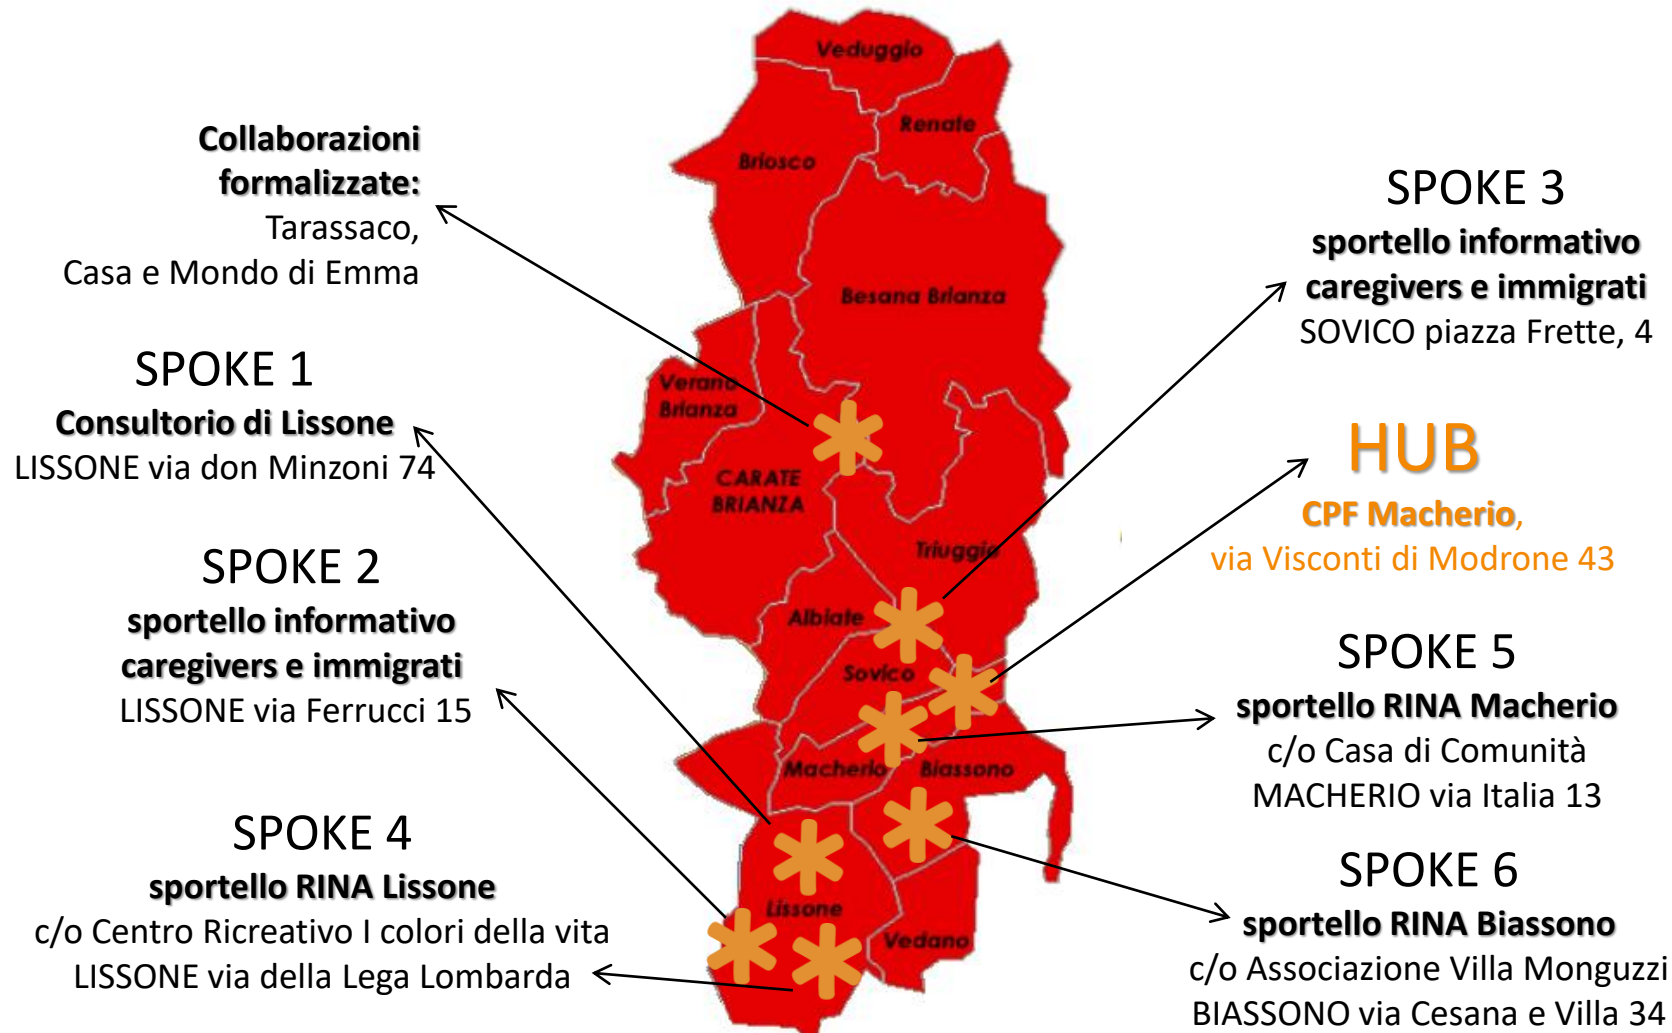 Collaborazioni
formalizzate:
Tarassaco,
Casa e Mondo di Emma
SPOKE 1
Consultorio di Lissone
LISSONE via don Minzoni 74
SPOKE 2
sportello informativo
caregivers e immigrati
LISSONE via Ferrucci 15
SPOKE 4
sportello RINA Lissone
c/o Centro Ricreativo I colori della vita
LISSONE via della Lega Lombarda
Veduggio
Renate
Briosco
Besana Brianza
Verano
Brianza
CARATE
BRIANZA
Triuggio
Albiate
Sovico
Macherio
Biassono
Lissone
Vedano
SPOKE 3
sportello informativo
caregivers e immigrati
SOVICO piazza Frette, 4
HUB
CPF Macherio,
via Visconti di Modrone 43
SPOKE 5
sportello RINA Macherio
c/o Casa di Comunità
MACHERIO via Italia 13
SPOKE 6
sportello RINA Biassono
c/o Associazione Villa Monguzzi
BIASSONO via Cesana e Villa 34